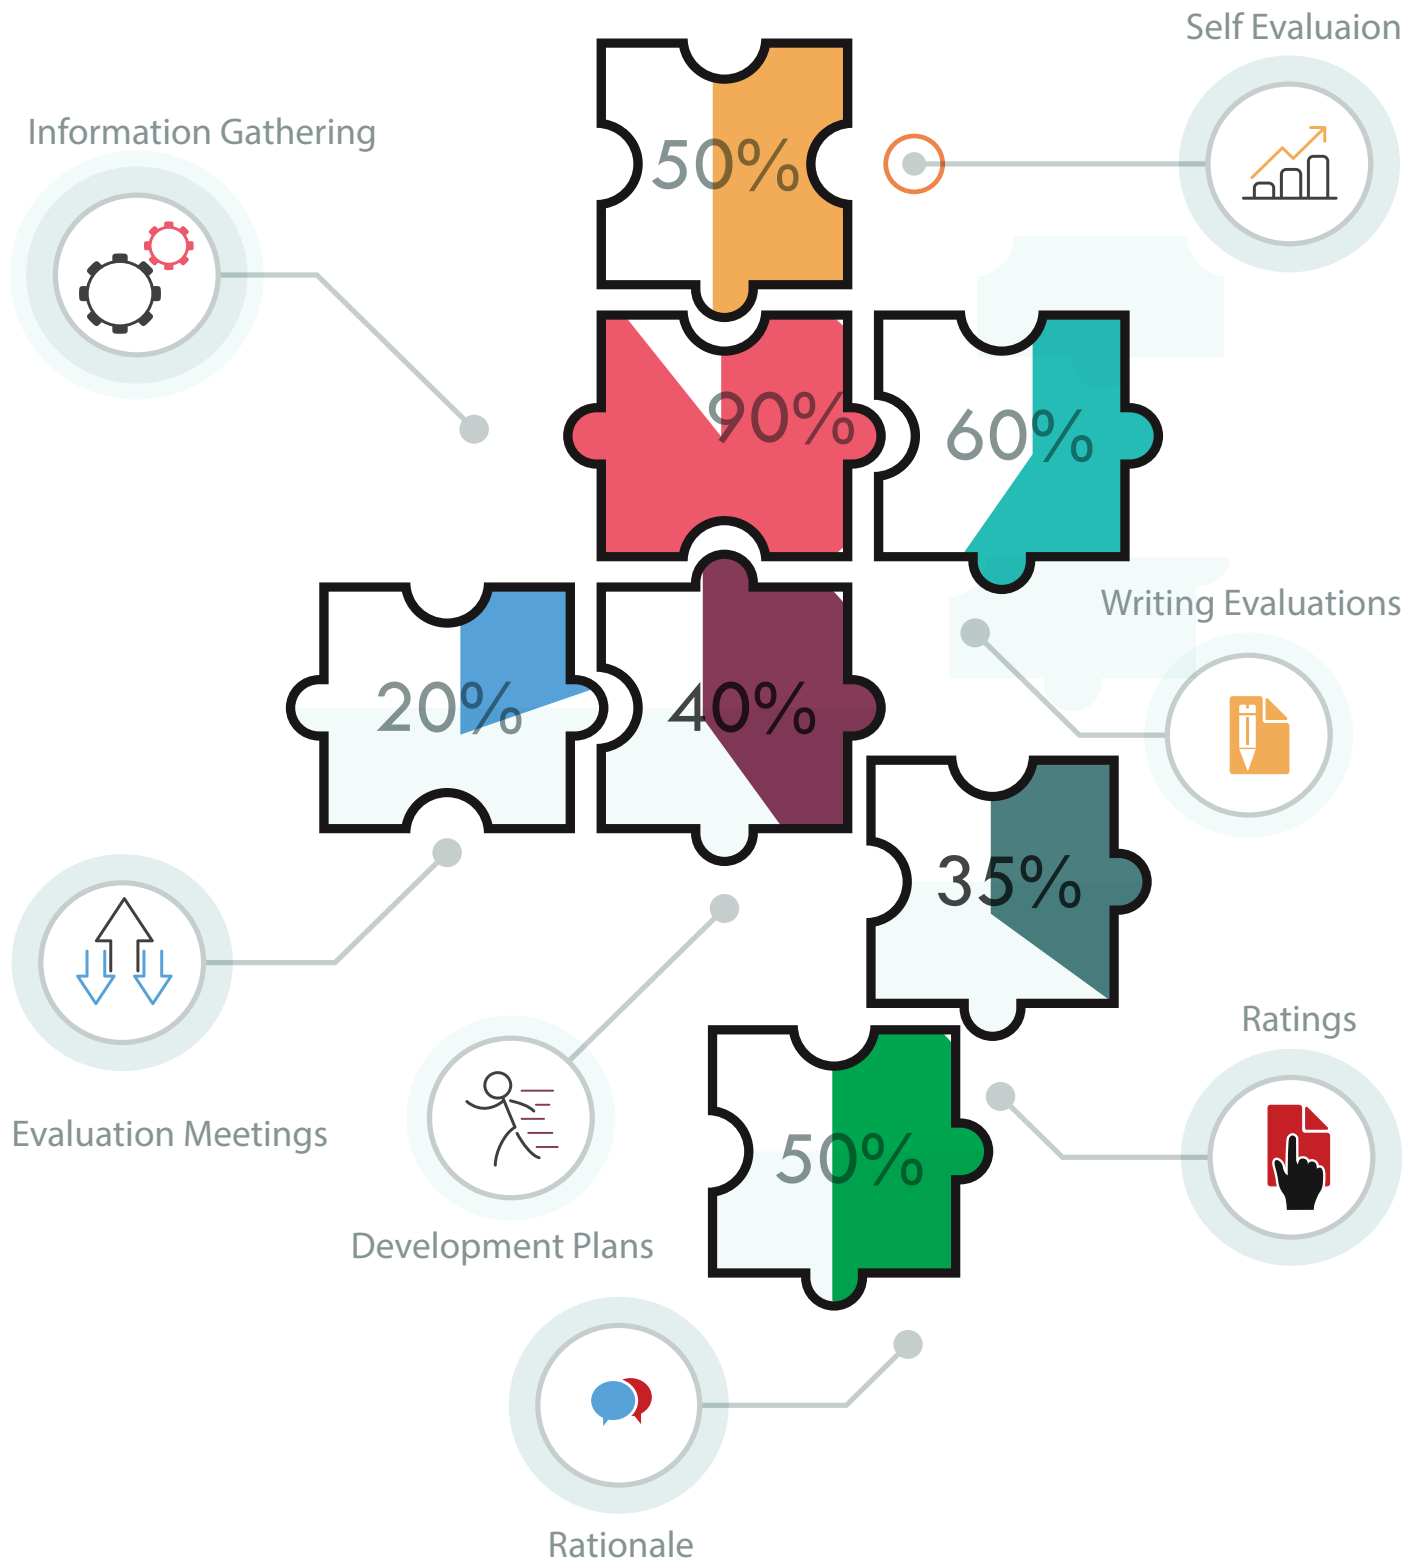 Self Evaluaion
Information Gathering
50%
90%
60%
Writing Evaluations
20%
40%
35%
Ratings
Evaluation Meetings
50%
Development Plans
Rationale